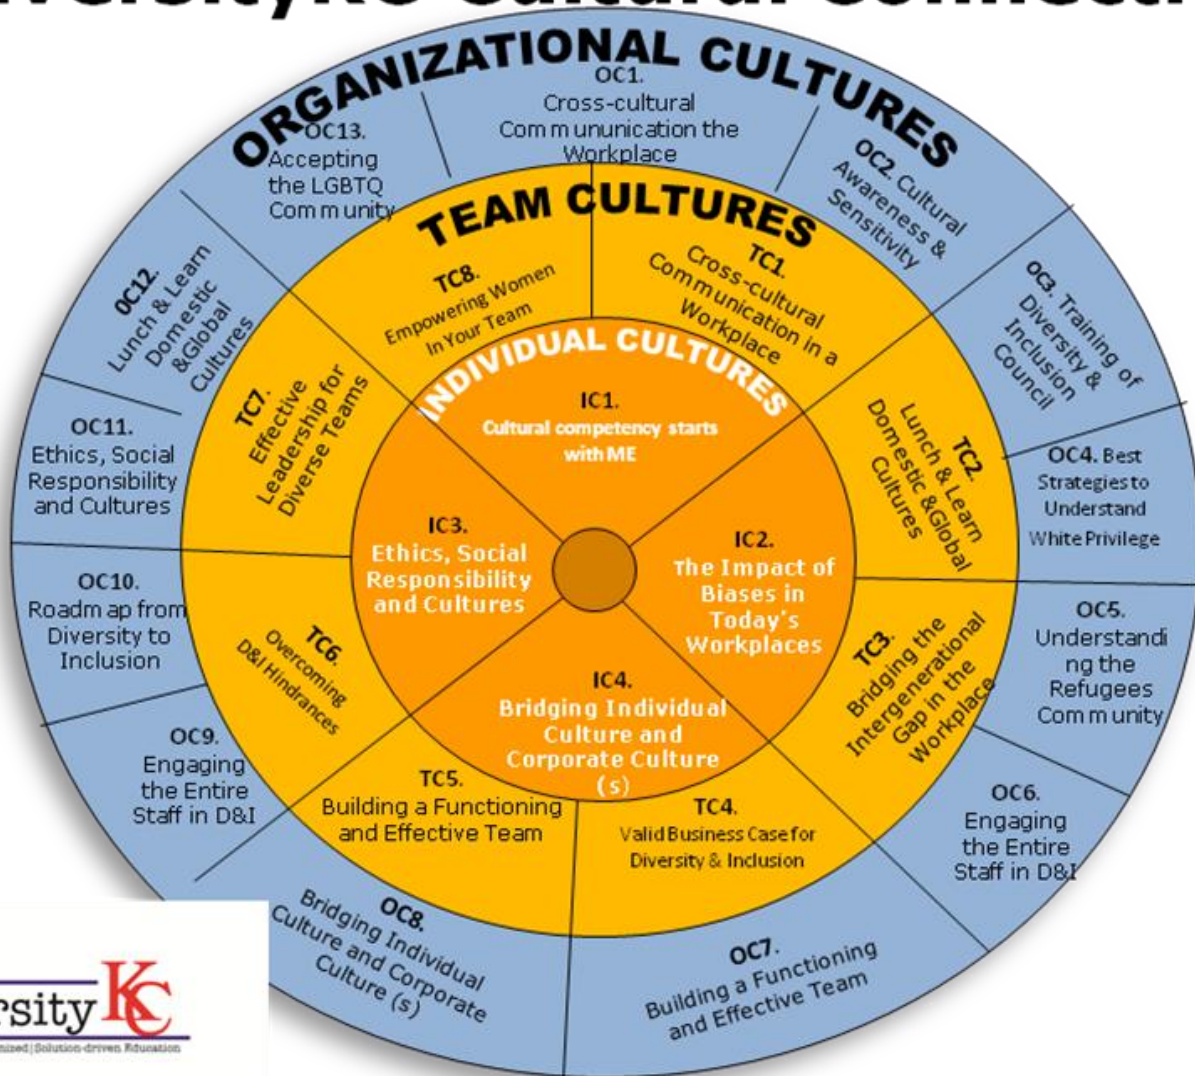 ORGANIZATIONAL CULTURES
OC1.
Cross-cultural
Commununication the
Workplace
OC2. Cultural
Awareness &
Sensitivity
OC3. Training of
Diversity &
Inclusion
Council
OC4. Best
Strategies to
Understand
White Privilege
OC5.
Understandi
ng the
Refugees
Community
OC6.
Engaging
the Entire
Staff in D&I
OC7.
Building a Functioning
and Effective Team
OC8.
Bridging Individual
Culture and Corporate
Culture (s)
OC9.
Engaging
the Entire
Staff in D&I
OC10.
Roadmap from
Diversity to
Inclusion
OC11.
Ethics, Social
Responsibility
and Cultures
OC12.
Lunch & Learn
Domestic
&Global
Cultures
OC13.
Accepting
the LGBTQ
Community
TEAM CULTURES
TC1.
Cross-cultural
Communication in a
Workplace
TC2.
Lunch & Learn
Domestic &Global
Cultures
TC3.
Bridging the
Intergenerational
Gap in the
Workplace
TC4.
Valid Business Case for
Diversity & Inclusion
TC5.
Building a Functioning
and Effective Team
TC6.
Overcoming
D&I Hindrances
TC7.
Effective
Leadership for
Diverse Teams
TC8.
Empowering Women
In Your Team
INDIVIDUAL CULTURES
IC1.
Cultural competency starts
with ME
IC2.
The Impact of
Biases in
Today's
Workplaces
IC3.
Ethics, Social
Responsibility
and Cultures
IC4.
Bridging Individual
Culture and
Corporate Culture
(s)
rsity KC
Solution-driven Education